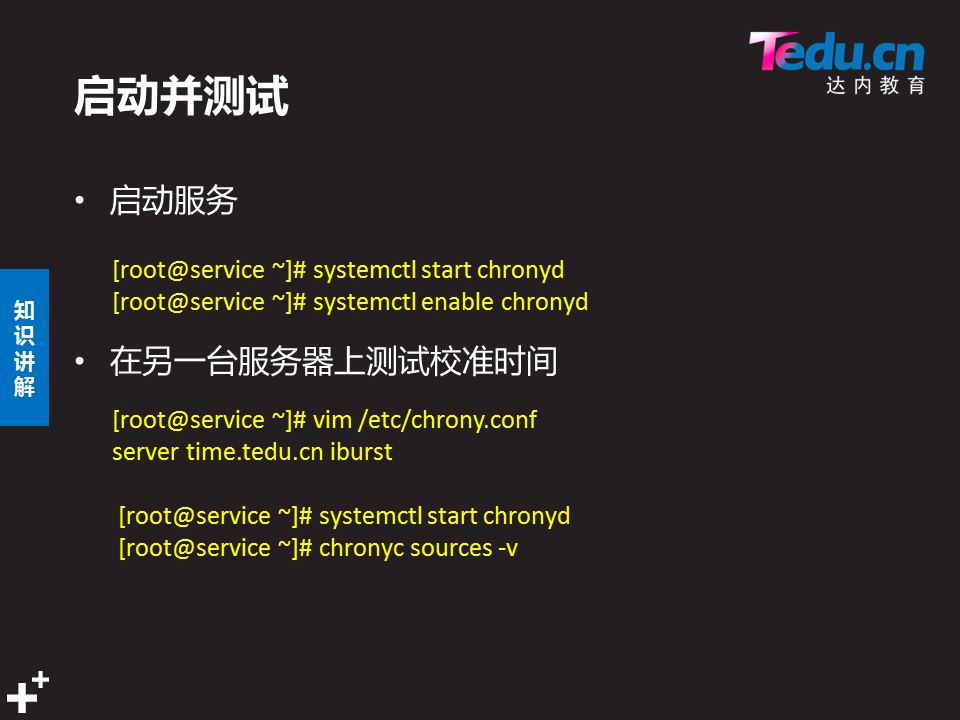 Tedu.cn
达内教育
启动并测试
• 启动服务
[root@service ~]# systemctl start chronyd
[root@service ~]# systemctl enable chronyd
知识讲解
• 在另一台服务器上测试校准时间
[root@service ~]# vim /etc/chrony.conf
server time.tedu.cn iburst
[root@service ~]# systemctl start chronyd
[root@service ~]# chronyc sources -v